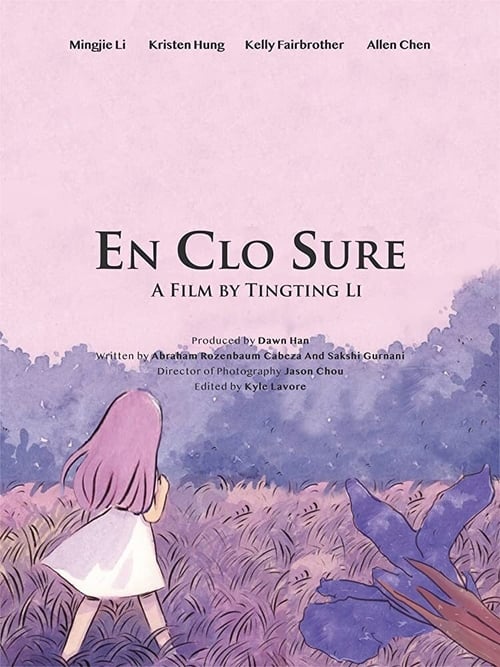 Mingjie Li Kristen Hung Kelly Fairbrother Allen Chen
En Clo Sure
A Film by Tingting Li
Produced by Dawn Han
Written by Abraham Rozenbaum Cabeza And Sakshi Gurnani
Director of Photography Jason Chou
Edited by Kyle Lavore